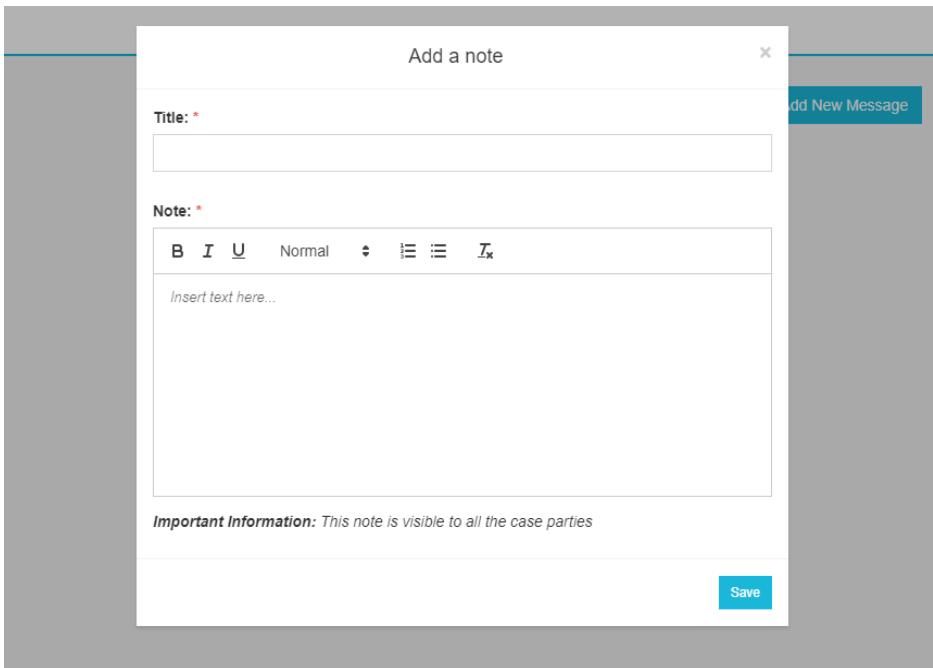 Add a note
×
dd New Message
Title: *
Note: *
B I U Normal
Insert text here...
Important Information: This note is visible to all the case parties
Save